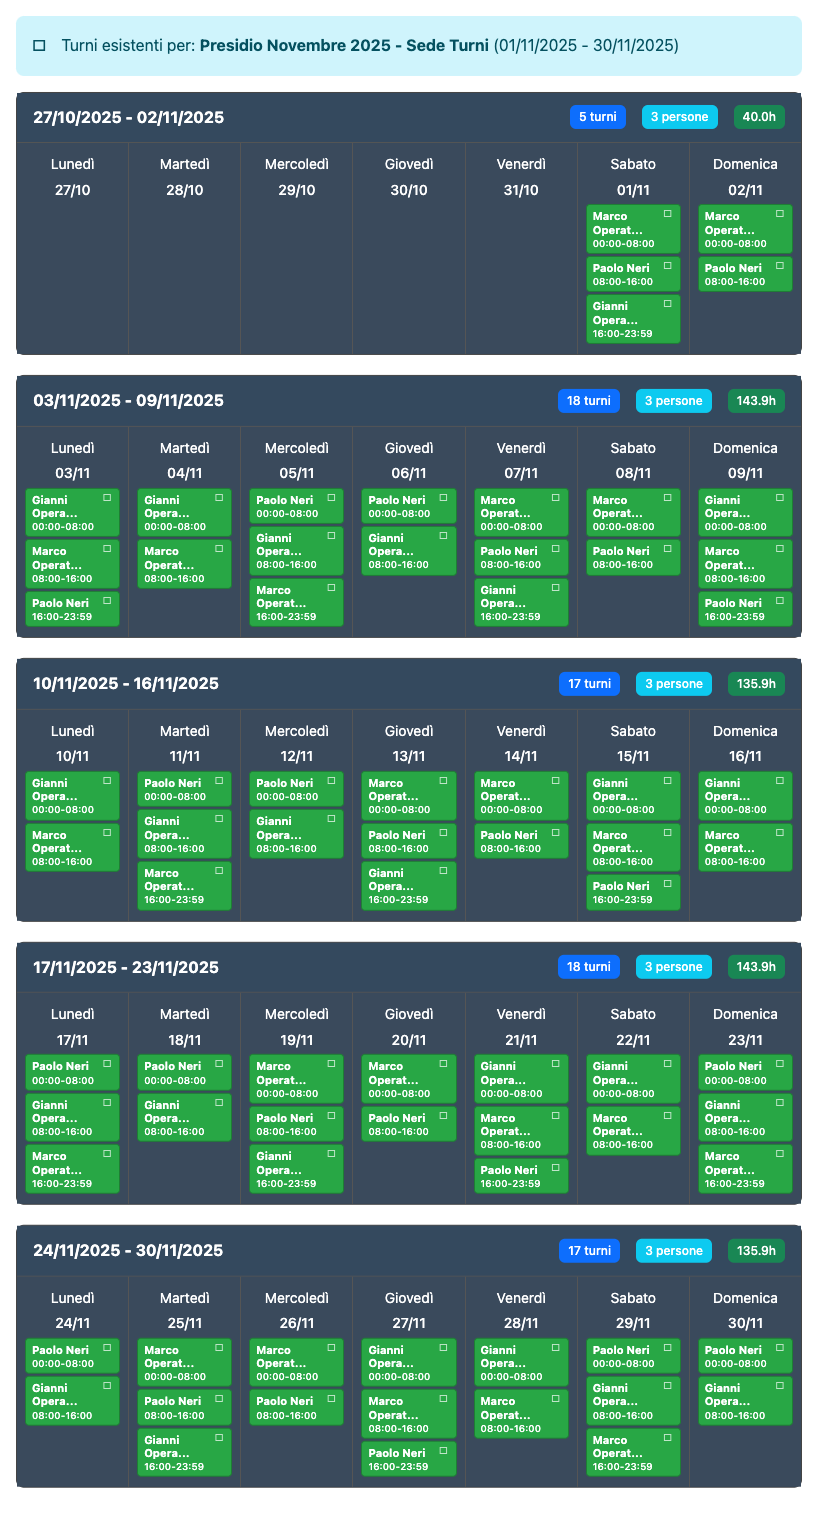 Turni esistenti per: Presidio Novembre 2025 - Sede Turni (01/11/2025 - 30/11/2025)
27/10/2025 - 02/11/2025
5 turni
3 persone
40.0h
Lunedì
27/10
Martedì
28/10
Mercoledì
29/10
Giovedì
30/10
Venerdì
31/10
Sabato
01/11
Marco
Operat...
00:00-08:00
Paolo Neri
08:00-16:00
Gianni
Opera...
16:00-23:59
Domenica
02/11
Marco
Operat...
00:00-08:00
Paolo Neri
08:00-16:00
03/11/2025 - 09/11/2025
18 turni
3 persone
143.9h
Lunedì
03/11
Gianni
Opera...
00:00-08:00
Marco
Operat...
08:00-16:00
Paolo Neri
16:00-23:59
Martedì
04/11
Gianni
Opera...
00:00-08:00
Marco
Operat...
08:00-16:00
Mercoledì
05/11
Paolo Neri
00:00-08:00
Gianni
Opera...
08:00-16:00
Marco
Operat...
16:00-23:59
Giovedì
06/11
Paolo Neri
00:00-08:00
Gianni
Opera...
08:00-16:00
Venerdì
07/11
Marco
Operat...
00:00-08:00
Paolo Neri
08:00-16:00
Gianni
Opera...
16:00-23:59
Sabato
08/11
Marco
Operat...
00:00-08:00
Paolo Neri
08:00-16:00
Domenica
09/11
Gianni
Opera...
00:00-08:00
Marco
Operat...
08:00-16:00
Paolo Neri
16:00-23:59
10/11/2025 - 16/11/2025
17 turni
3 persone
135.9h
Lunedì
10/11
Gianni
Opera...
00:00-08:00
Marco
Operat...
08:00-16:00
Martedì
11/11
Paolo Neri
00:00-08:00
Gianni
Opera...
08:00-16:00
Marco
Operat...
16:00-23:59
Mercoledì
12/11
Paolo Neri
00:00-08:00
Gianni
Opera...
08:00-16:00
Giovedì
13/11
Marco
Operat...
00:00-08:00
Paolo Neri
08:00-16:00
Gianni
Opera...
16:00-23:59
Venerdì
14/11
Marco
Operat...
00:00-08:00
Paolo Neri
08:00-16:00
Sabato
15/11
Gianni
Opera...
00:00-08:00
Marco
Operat...
08:00-16:00
Paolo Neri
16:00-23:59
Domenica
16/11
Gianni
Opera...
00:00-08:00
Marco
Operat...
08:00-16:00
17/11/2025 - 23/11/2025
18 turni
3 persone
143.9h
Lunedì
17/11
Paolo Neri
00:00-08:00
Gianni
Opera...
08:00-16:00
Marco
Operat...
16:00-23:59
Martedì
18/11
Paolo Neri
00:00-08:00
Gianni
Opera...
08:00-16:00
Mercoledì
19/11
Marco
Operat...
00:00-08:00
Paolo Neri
08:00-16:00
Gianni
Opera...
16:00-23:59
Giovedì
20/11
Marco
Operat...
00:00-08:00
Paolo Neri
08:00-16:00
Venerdì
21/11
Gianni
Opera...
00:00-08:00
Marco
Operat...
08:00-16:00
Paolo Neri
16:00-23:59
Sabato
22/11
Gianni
Opera...
00:00-08:00
Marco
Operat...
08:00-16:00
Domenica
23/11
Paolo Neri
00:00-08:00
Gianni
Opera...
08:00-16:00
Marco
Operat...
16:00-23:59
24/11/2025 - 30/11/2025
17 turni
3 persone
135.9h
Lunedì
24/11
Paolo Neri
00:00-08:00
Gianni
Opera...
08:00-16:00
Martedì
25/11
Marco
Operat...
00:00-08:00
Paolo Neri
08:00-16:00
Gianni
Opera...
16:00-23:59
Mercoledì
26/11
Marco
Operat...
00:00-08:00
Paolo Neri
08:00-16:00
Giovedì
27/11
Gianni
Opera...
00:00-08:00
Marco
Operat...
08:00-16:00
Paolo Neri
16:00-23:59
Venerdì
28/11
Gianni
Opera...
00:00-08:00
Marco
Operat...
08:00-16:00
Sabato
29/11
Paolo Neri
00:00-08:00
Gianni
Opera...
08:00-16:00
Marco
Operat...
16:00-23:59
Domenica
30/11
Paolo Neri
00:00-08:00
Gianni
Opera...
08:00-16:00